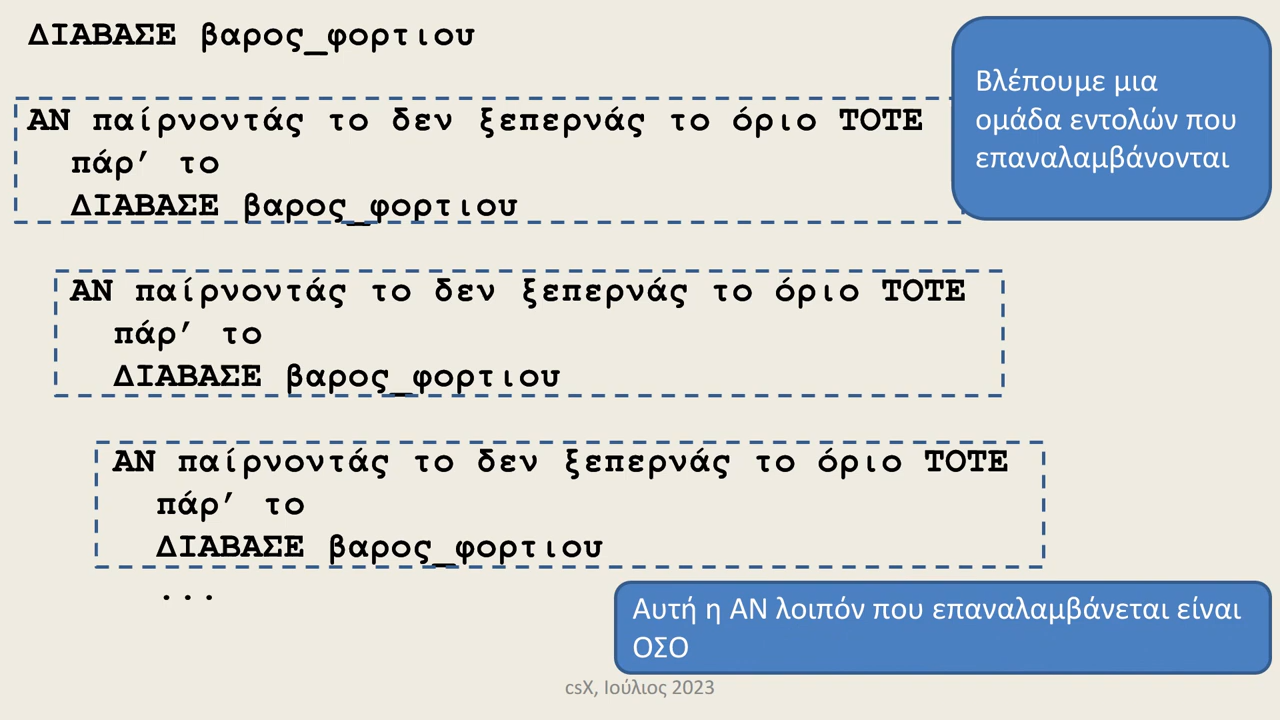 ΔΙΑΒΑΣΕ βαρος_φορτιου
Βλέπουμε μια
ομάδα εντολών που
επαναλαμβάνονται
ΑΝ παίρνοντάς το δεν ξεπερνάς το όριο ΤΟΤΕ
πάρ’ το
ΔΙΑΒΑΣΕ βαρος_φορτιου
ΑΝ παίρνοντάς το δεν ξεπερνάς το όριο ΤΟΤΕ
πάρ’ το
ΔΙΑΒΑΣΕ βαρος_φορτιου
ΑΝ παίρνοντάς το δεν ξεπερνάς το όριο ΤΟΤΕ
πάρ’ το
ΔΙΑΒΑΣΕ βαρος_φορτιου
...
Αυτή η ΑΝ λοιπόν που επαναλαμβάνεται είναι
ΟΣΟ
csX, Ιούλιος 2023